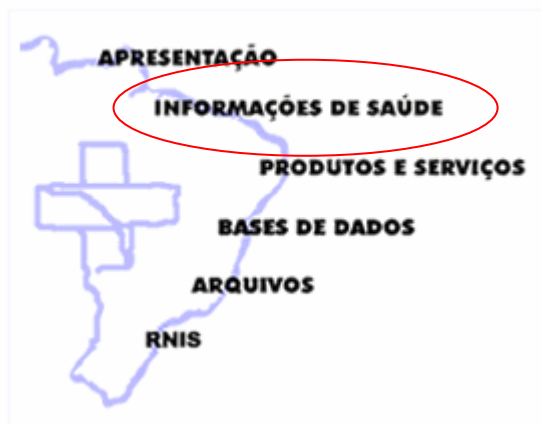 APRESENTAÇÃO
INFORMAÇÕES DE SAÚDE
PRODUTOS E SERVIÇOS
BASES DE DADOS
ARQUIVOS
RNIS